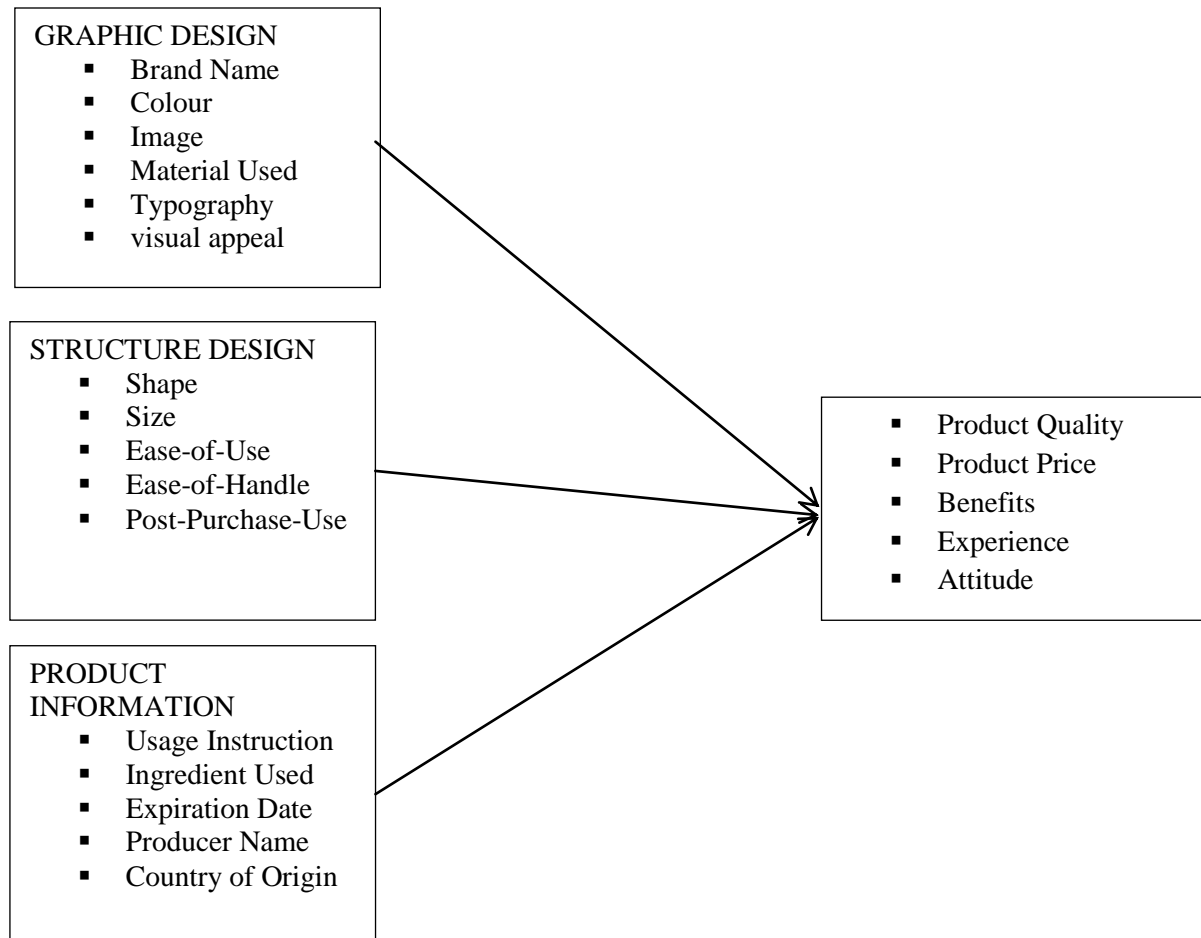 GRAPHIC DESIGN
▪ Brand Name
▪ Colour
▪ Image
▪ Material Used
▪ Typography
▪ visual appeal
STRUCTURE DESIGN
▪ Shape
▪ Size
▪ Ease-of-Use
▪ Ease-of-Handle
▪ Post-Purchase-Use
PRODUCT
INFORMATION
▪ Usage Instruction
▪ Ingredient Used
▪ Expiration Date
▪ Producer Name
▪ Country of Origin
▪ Product Quality
▪ Product Price
▪ Benefits
▪ Experience
▪ Attitude